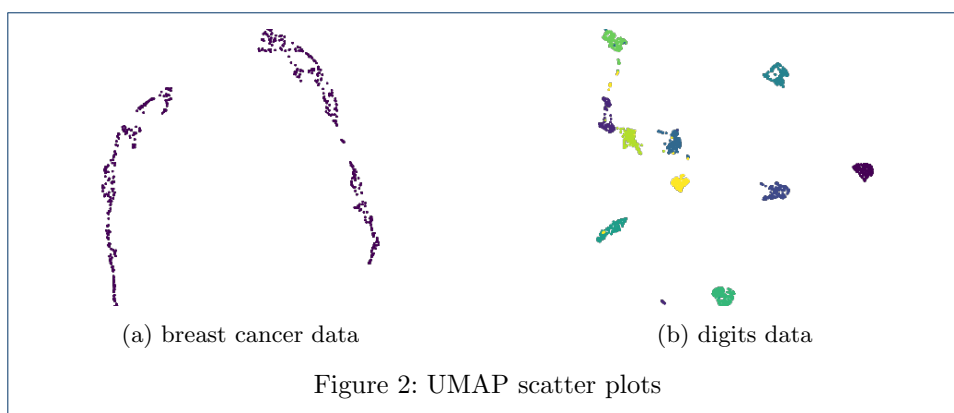 (a) breast cancer data
(b) digits data
Figure 2: UMAP scatter plots